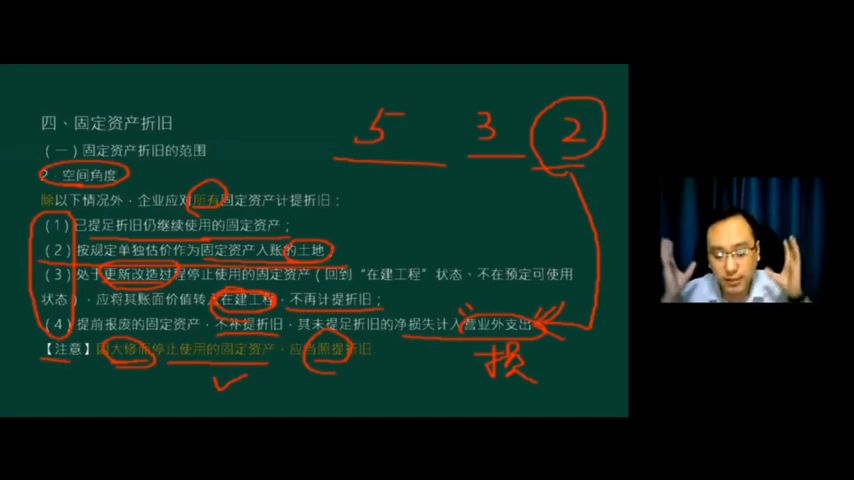 四、固定资产折旧
（一）固定资产折旧的范围
2．空间角度
除以下情况外，企业应对所有固定资产计提折旧：
（1）已提足折旧仍继续使用的固定资产；
（2）按规定单独估价作为固定资产入账的土地
（3）处于更新改造过程停止使用的固定资产（回到“在建工程”状态、不在预定可使用
状态），应将其账面价值转入在建工程，不再计提折旧；
（4）提前报废的固定资产，不补提折旧，其未提足折旧的净损失计入营业外支出
【注意】因大修而停止使用的固定资产，应当照提折旧
5 3 2
损